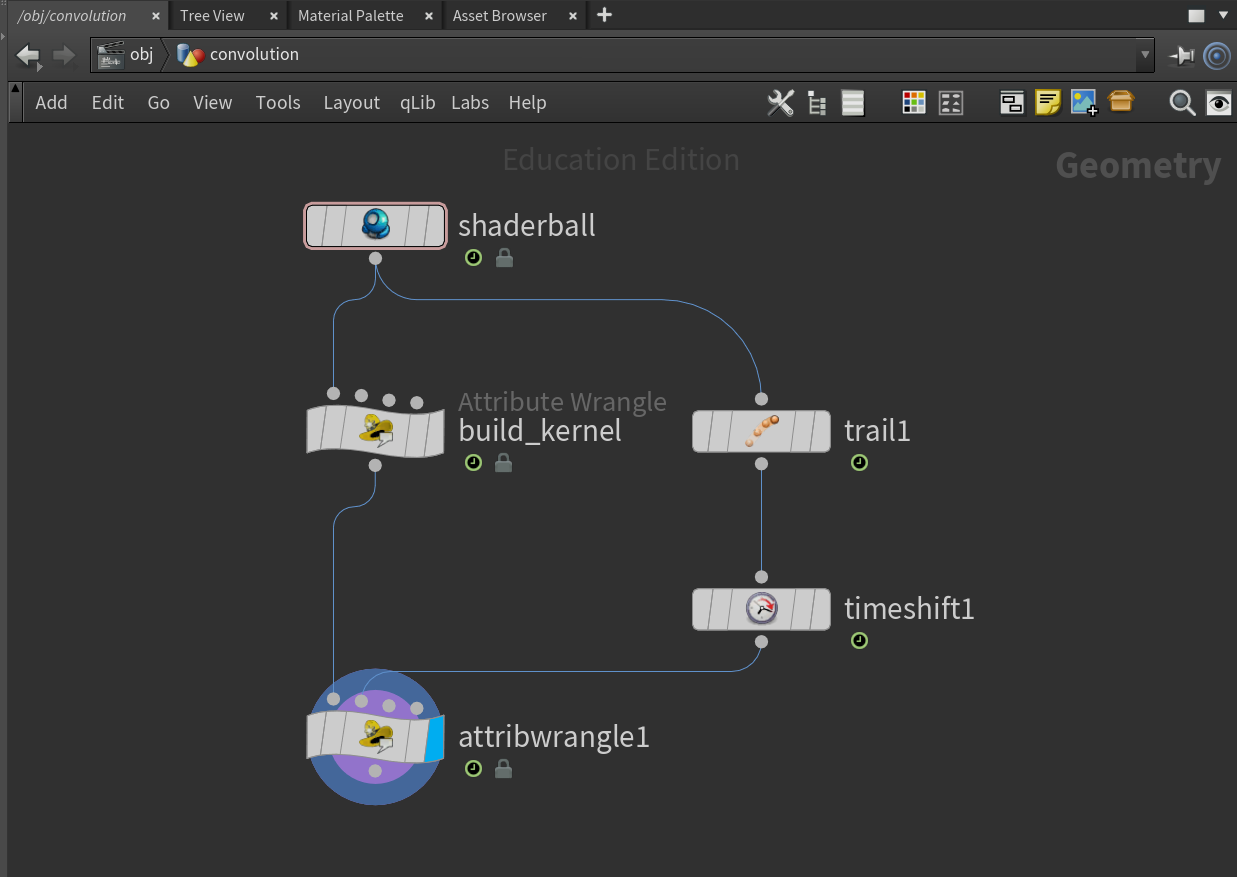 /obj/convolution
Tree View
Material Palette
Asset Browser
obj
convolution
Add Edit Go View Tools Layout qLib Labs Help
Education Edition
Geometry
shaderball
Attribute Wrangle
build_kernel
trail1
timeshift1
attribwrangle1